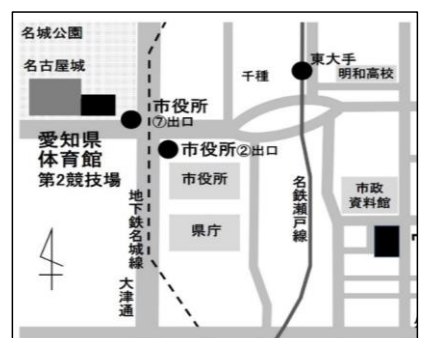 名城公園
名古屋城
東大手
千種
明和高校
市役所
⑦出口
愛知県
体育館
第2競技場
市役所②出口
市役所
県庁
市政
資料館
地下鉄名城線
名鉄瀬戸線
大津通